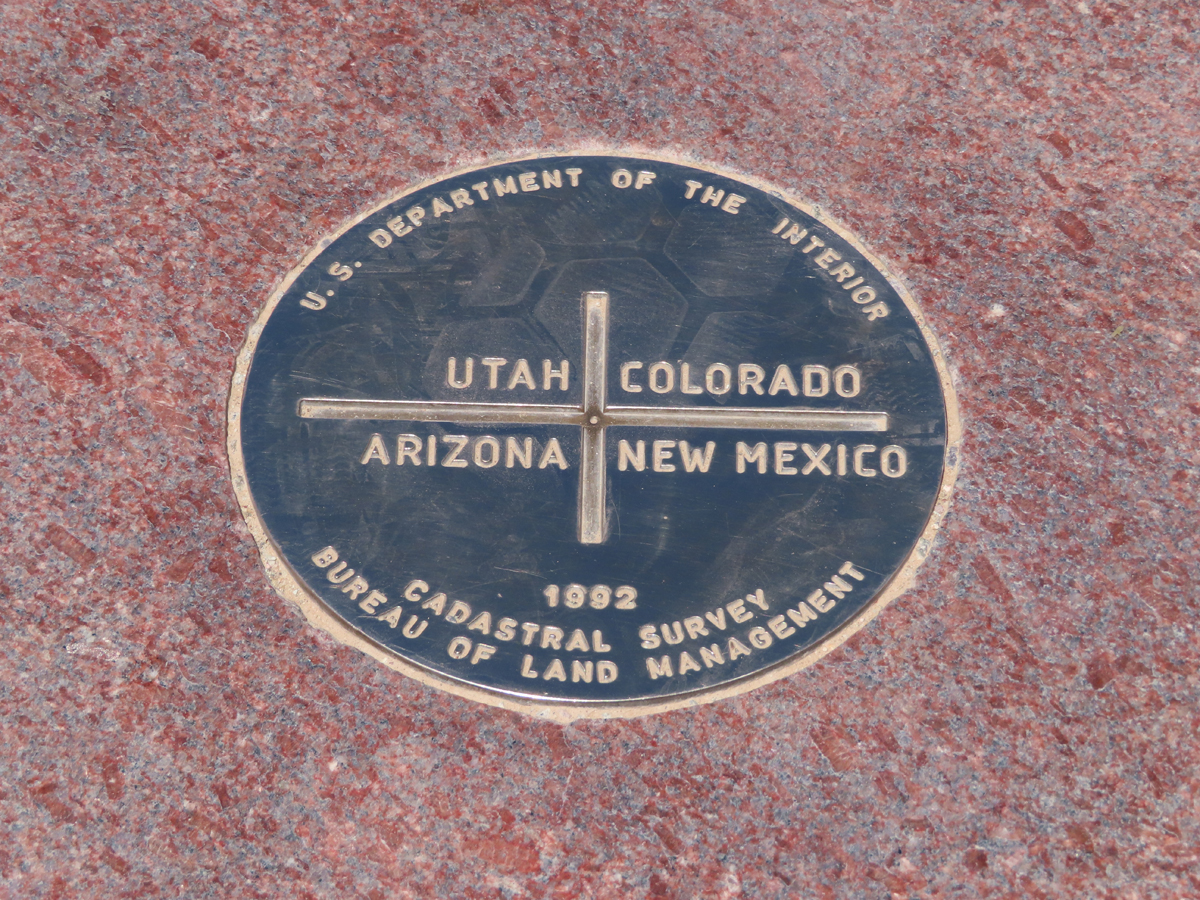 U. S. DEPARTMENT OF THE INTERIOR
UTAH COLORADO
ARIZONA NEW MEXICO
1992
CADASTRAL SURVEY
BUREAU OF LAND MANAGEMENT